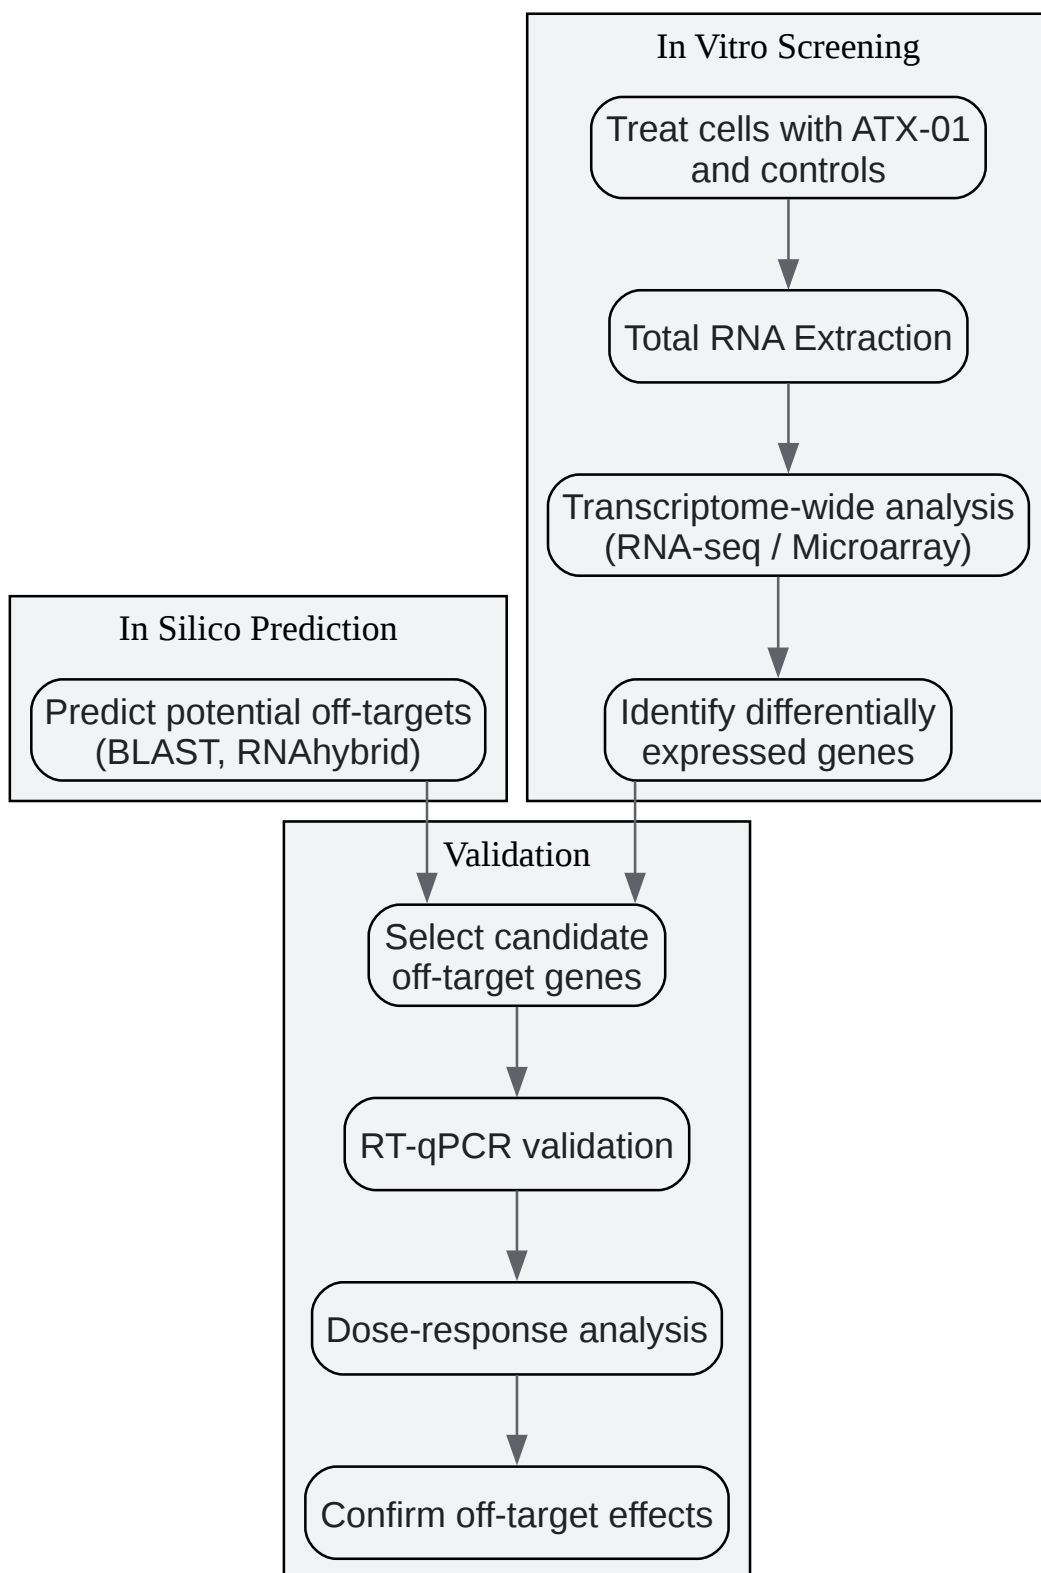 In Vitro Screening
Treat cells with ATX-01
and controls
Total RNA Extraction
Transcriptome-wide analysis
(RNA-seq / Microarray)
Identify differentially
expressed genes
In Silico Prediction
Predict potential off-targets
(BLAST, RNAhybrid)
Validation
Select candidate
off-target genes
RT-qPCR validation
Dose-response analysis
Confirm off-target effects